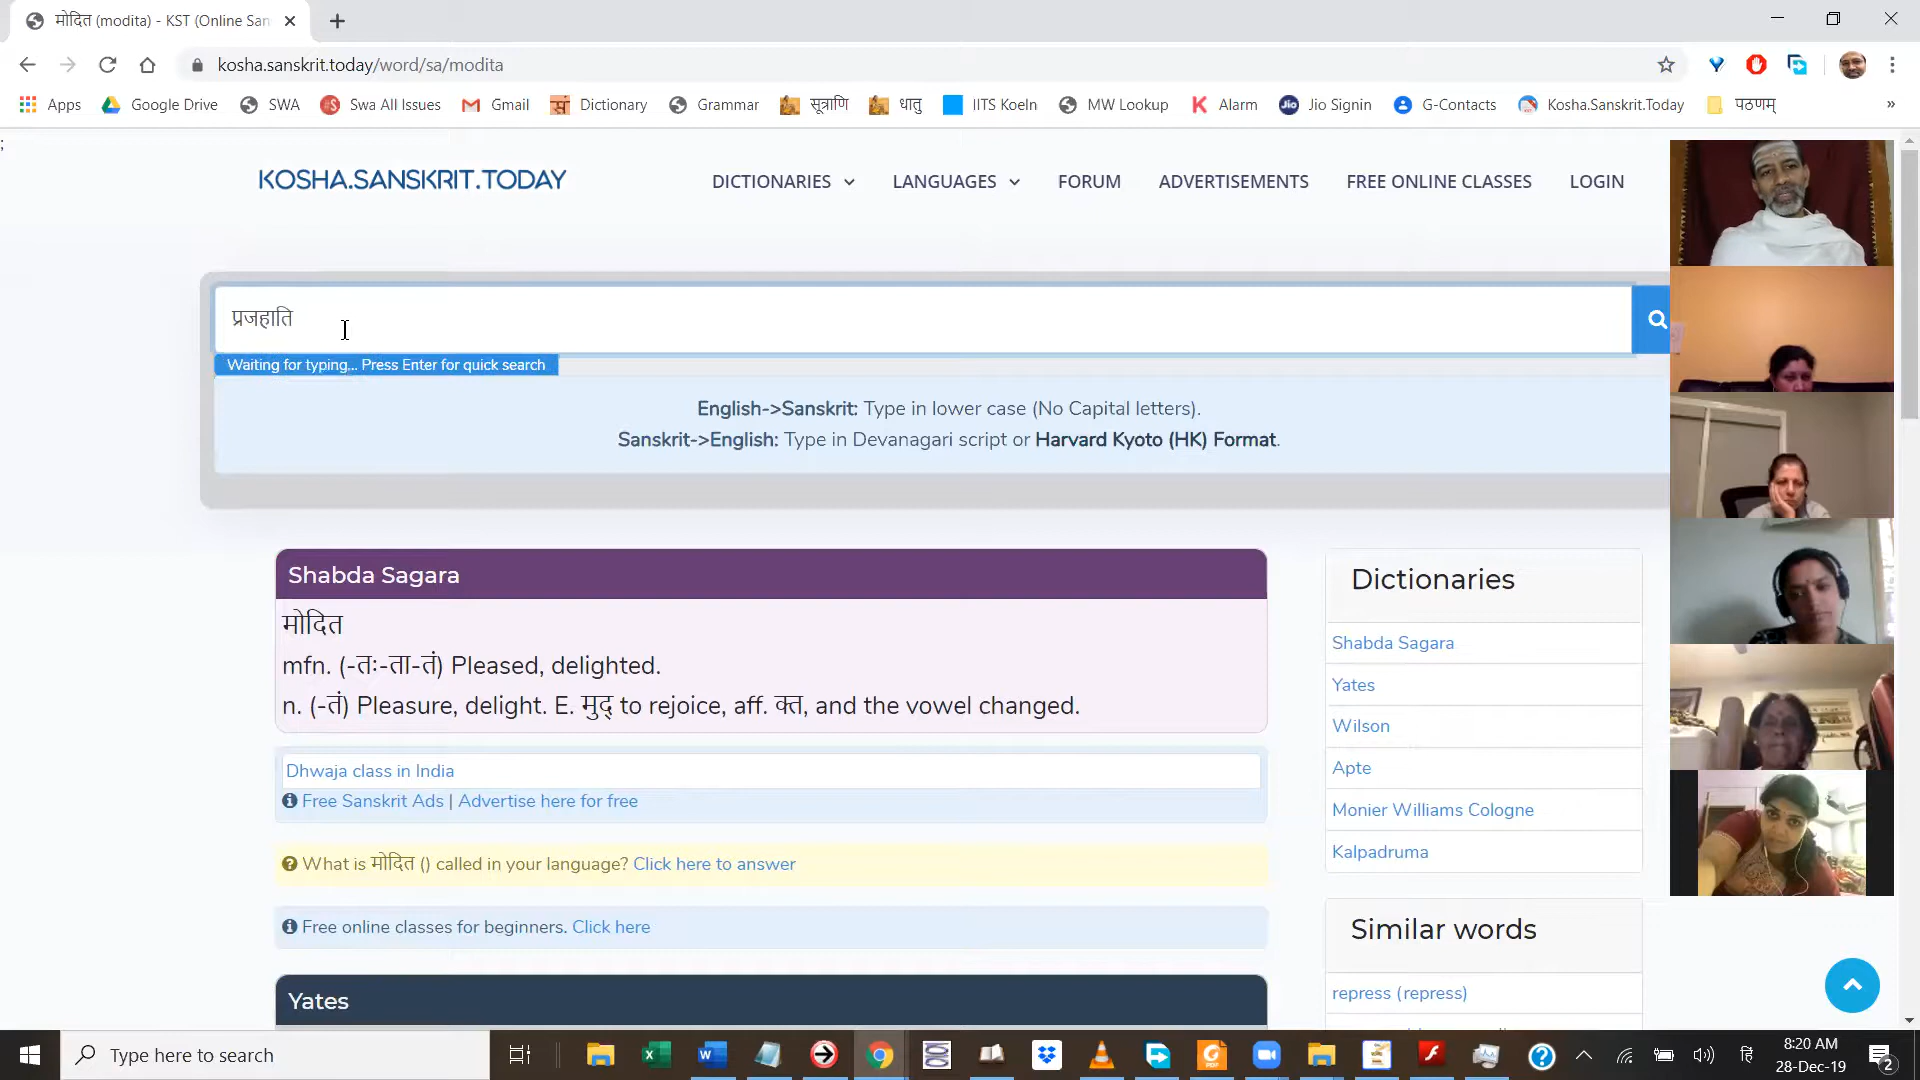 मोदित (modita) - KST (Online San
kosha.sanskrit.today/word/sa/modita
Apps Google Drive SWA Swa All Issues Gmail Dictionary Grammar सूत्राणि धातु IITS Koeln MW Lookup Alarm Jio Signin G-Contacts Kosha.Sanskrit.Today पठणम् »
;
KOSHA.SANSKRIT.TODAY DICTIONARIES LANGUAGES FORUM ADVERTISEMENTS FREE ONLINE CLASSES LOGIN
प्रजहाति
Waiting for typing... Press Enter for quick search
English->Sanskrit: Type in lower case (No Capital letters).
Sanskrit->English: Type in Devanagari script or Harvard Kyoto (HK) Format.
Shabda Sagara
मोदित
mfn. (-तः-ता-तं) Pleased, delighted.
n. (-तं) Pleasure, delight. E. मुद् to rejoice, aff. क्त, and the vowel changed.
Dhwaja class in India
Free Sanskrit Ads | Advertise here for free
What is मोदित () called in your language? Click here to answer
Free online classes for beginners. Click here
Yates
Dictionaries
Shabda Sagara
Yates
Wilson
Apte
Monier Williams Cologne
Kalpadruma
Similar words
repress (repress)
Type here to search
हि
8:20 AM
28-Dec-19
2